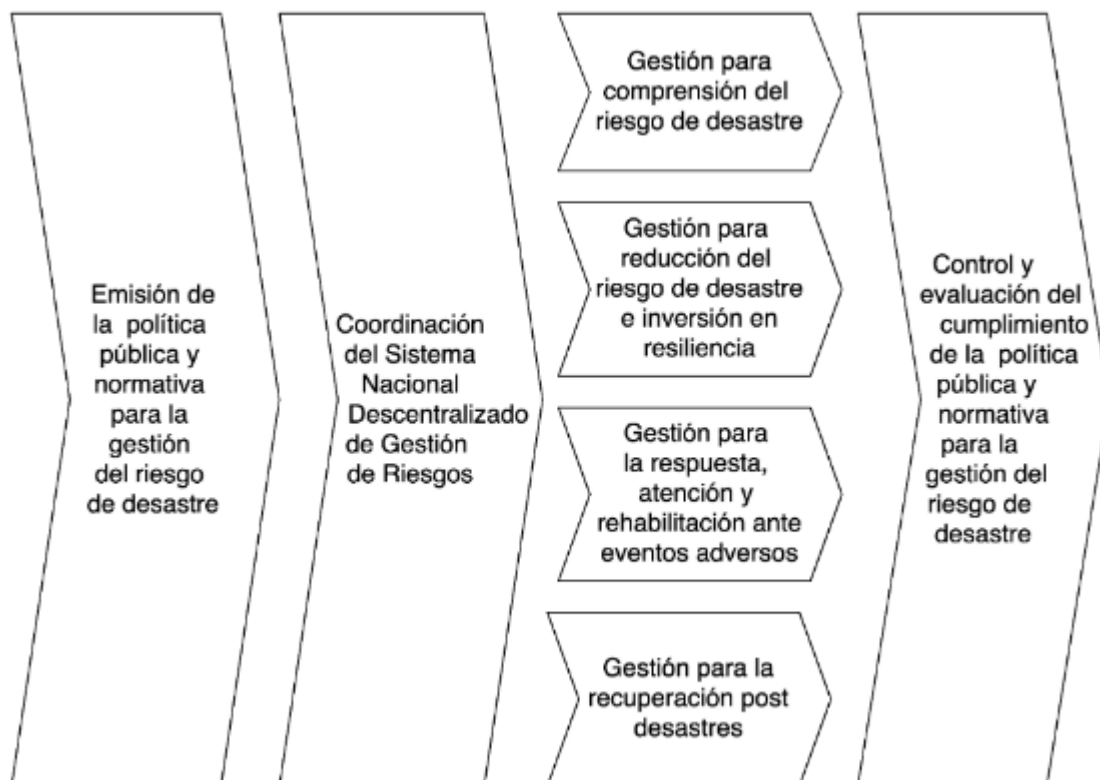 Emisión de
la política
pública y
normativa
para la
gestión
del riesgo
de desastre
Coordinación
del Sistema
Nacional
Descentralizado
de Gestión
de Riesgos
Gestión para
comprensión del
riesgo de desastre
Gestión para
reducción del
riesgo de desastre
e inversión en
resiliencia
Gestión para
la respuesta,
atención y
rehabilitación ante
eventos adversos
Gestión para la
recuperación post
desastres
Control y
evaluación del
cumplimiento
de la política
pública y
normativa
para la
gestión del
riesgo de
desastre